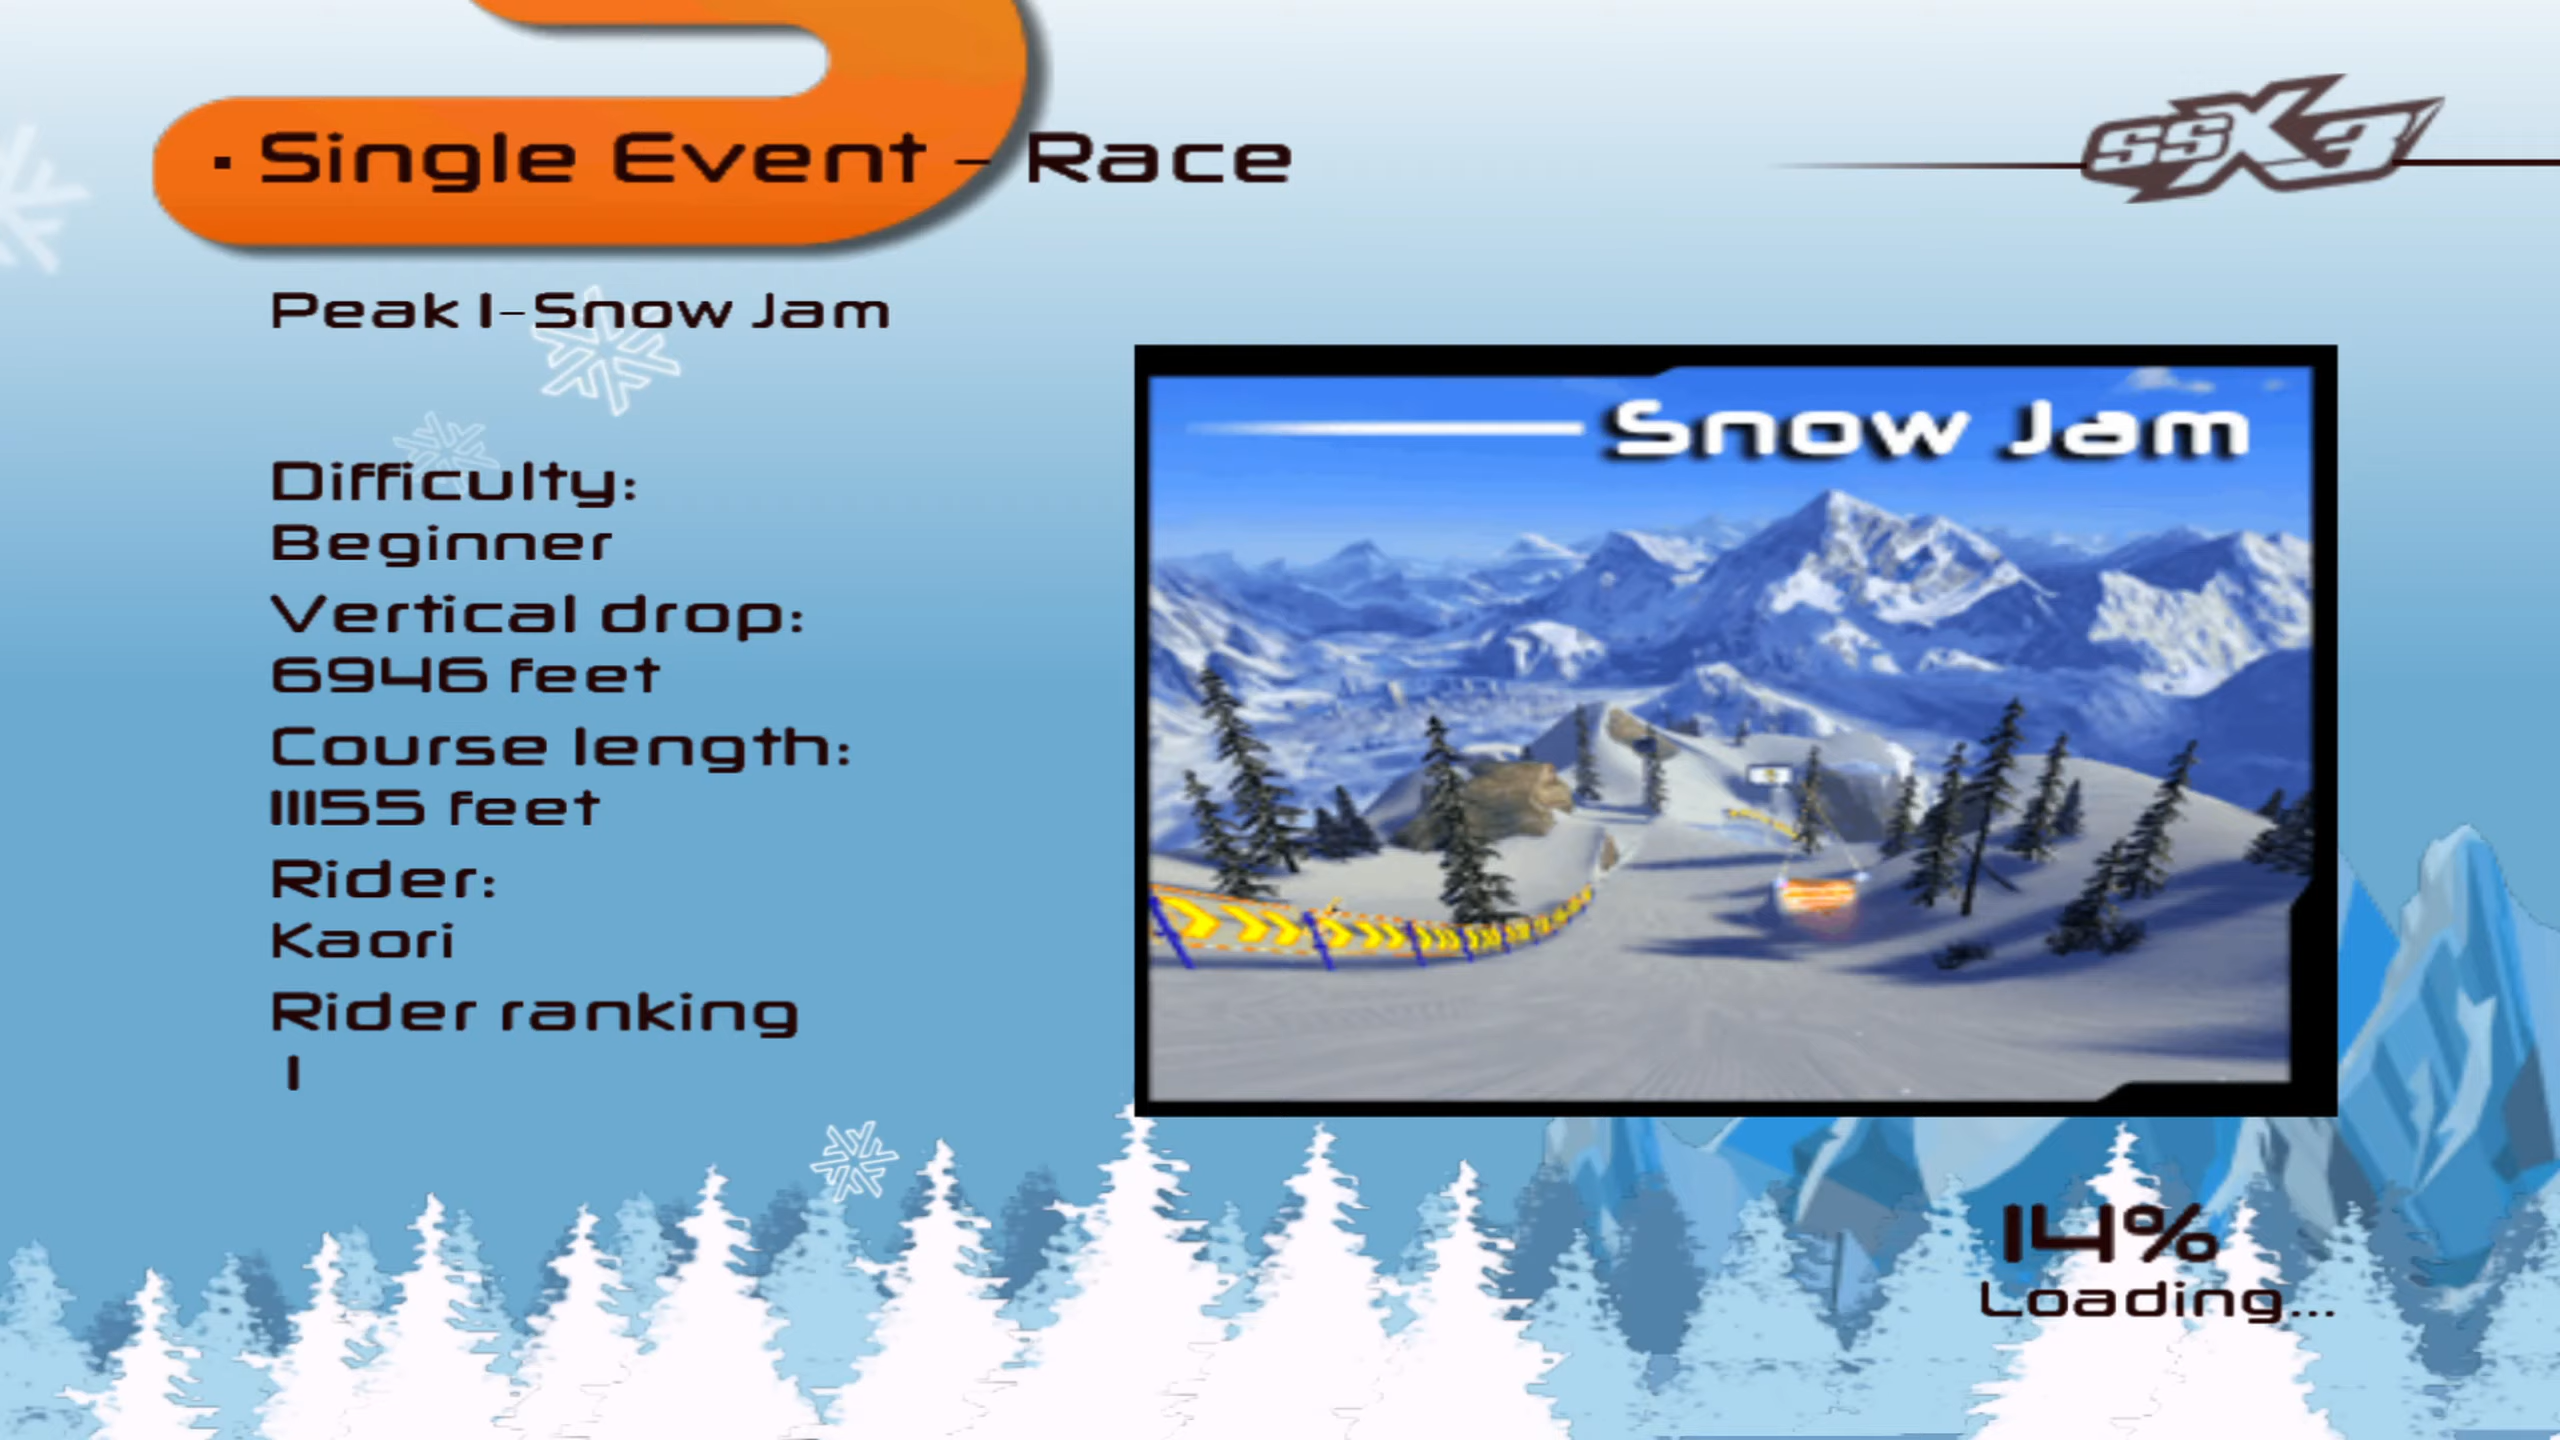 · Single Event - Race
SSX3
Peak 1-Snow Jam
Snow Jam
Difficulty:
Beginner
Vertical drop:
6946 feet
Course length:
11155 feet
Rider:
Kaori
Rider ranking
1
14%
Loading...